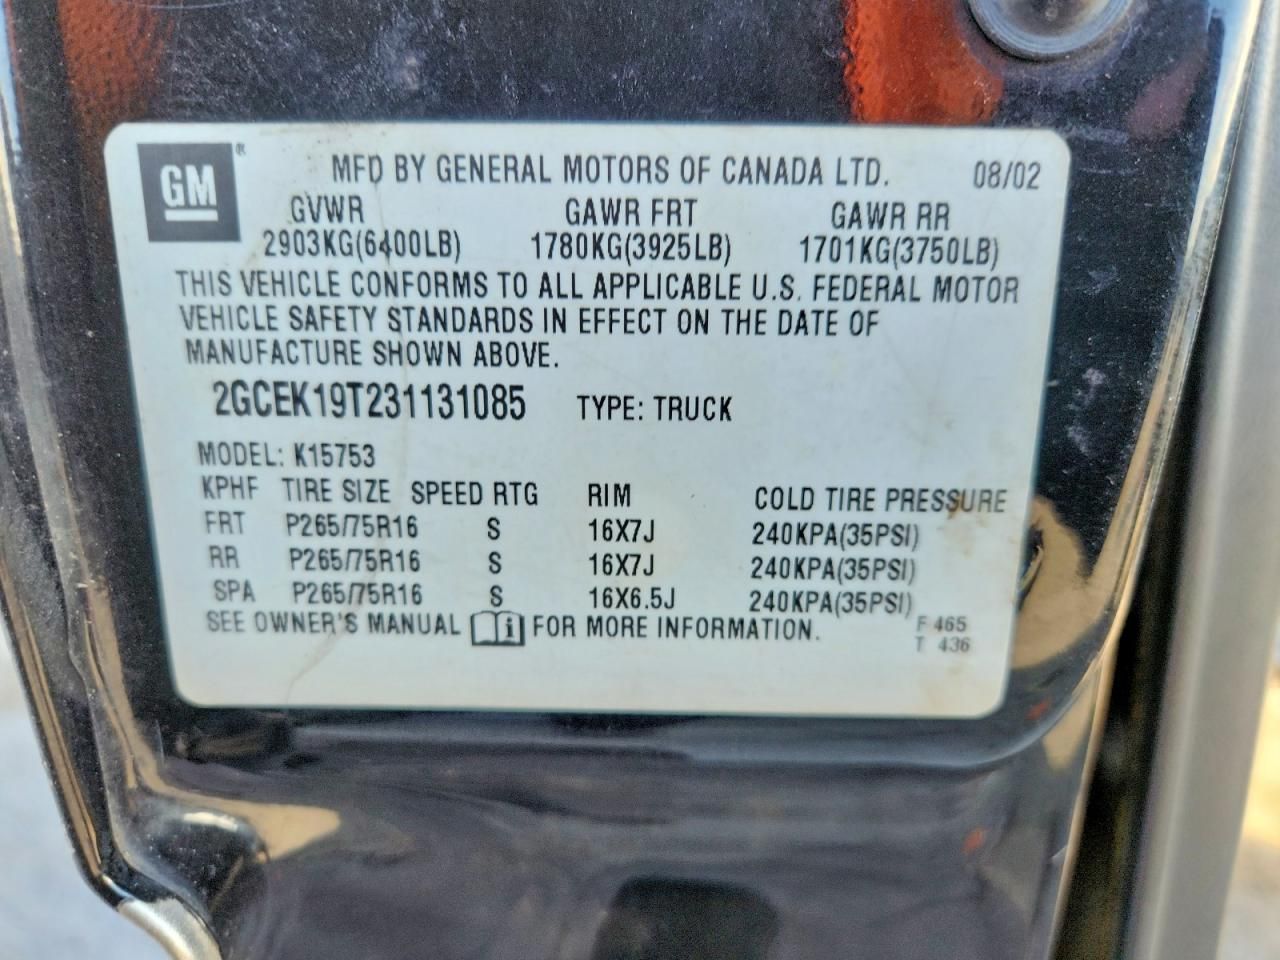 GM ® MFD BY GENERAL MOTORS OF CANADA LTD. 08/02
GVWR GAWR FRT GAWR RR
2903KG(6400LB) 1780KG(3925LB) 1701KG(3750LB)
THIS VEHICLE CONFORMS TO ALL APPLICABLE U.S. FEDERAL MOTOR
VEHICLE SAFETY STANDARDS IN EFFECT ON THE DATE OF
MANUFACTURE SHOWN ABOVE.
2GCEK19T231131085 TYPE: TRUCK
MODEL: K15753
KPHF TIRE SIZE SPEED RTG RIM COLD TIRE PRESSURE
FRT P265/75R16 S 16X7J 240KPA(35PSI)
RR P265/75R16 S 16X7J 240KPA(35PSI)
SPA P265/75R16 S 16X6.5J 240KPA(35PSI)
SEE OWNER'S MANUAL i FOR MORE INFORMATION. F 465
T 436